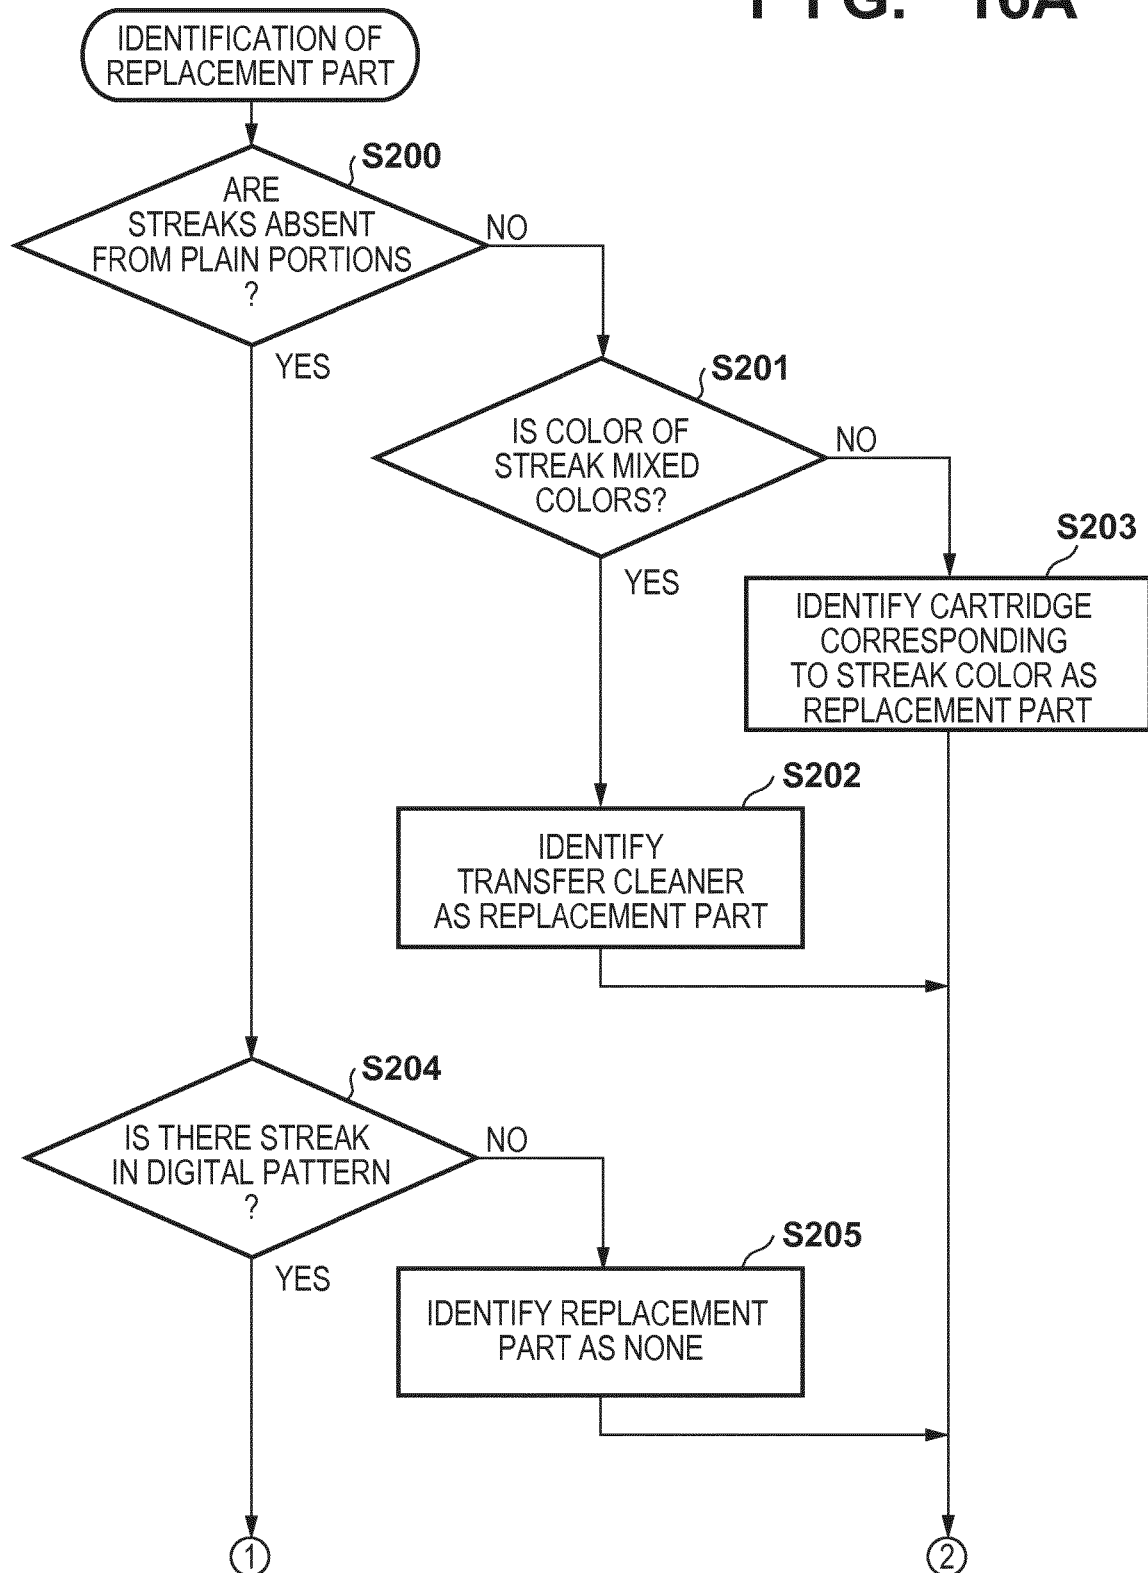 FIG. 16A
IDENTIFICATION OF
REPLACEMENT PART
S200
ARE
STREAKS ABSENT
FROM PLAIN PORTIONS
?
NO
YES
S201
IS COLOR OF
STREAK MIXED
COLORS?
NO
YES
S203
IDENTIFY CARTRIDGE
CORRESPONDING
TO STREAK COLOR AS
REPLACEMENT PART
S202
IDENTIFY
TRANSFER CLEANER
AS REPLACEMENT PART
S204
IS THERE STREAK
IN DIGITAL PATTERN
?
NO
YES
S205
IDENTIFY REPLACEMENT
PART AS NONE
1
2